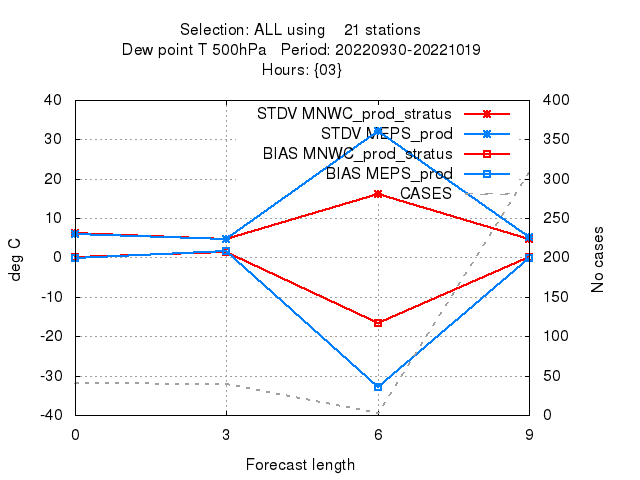 Selection: ALL using 21 stations
Dew point T 500hPa Period: 20220930-20221019
Hours: {03}
40 400
STDV MNWC_prod_stratus
STDV MEPS_prod
30 350
BIAS MNWC_prod_stratus
BIAS MEPS_prod
20 300
CASES
10 250
0 200
deg C
No cases
-10 150
-20 100
-30 50
-40 0
0 3 6 9
Forecast length